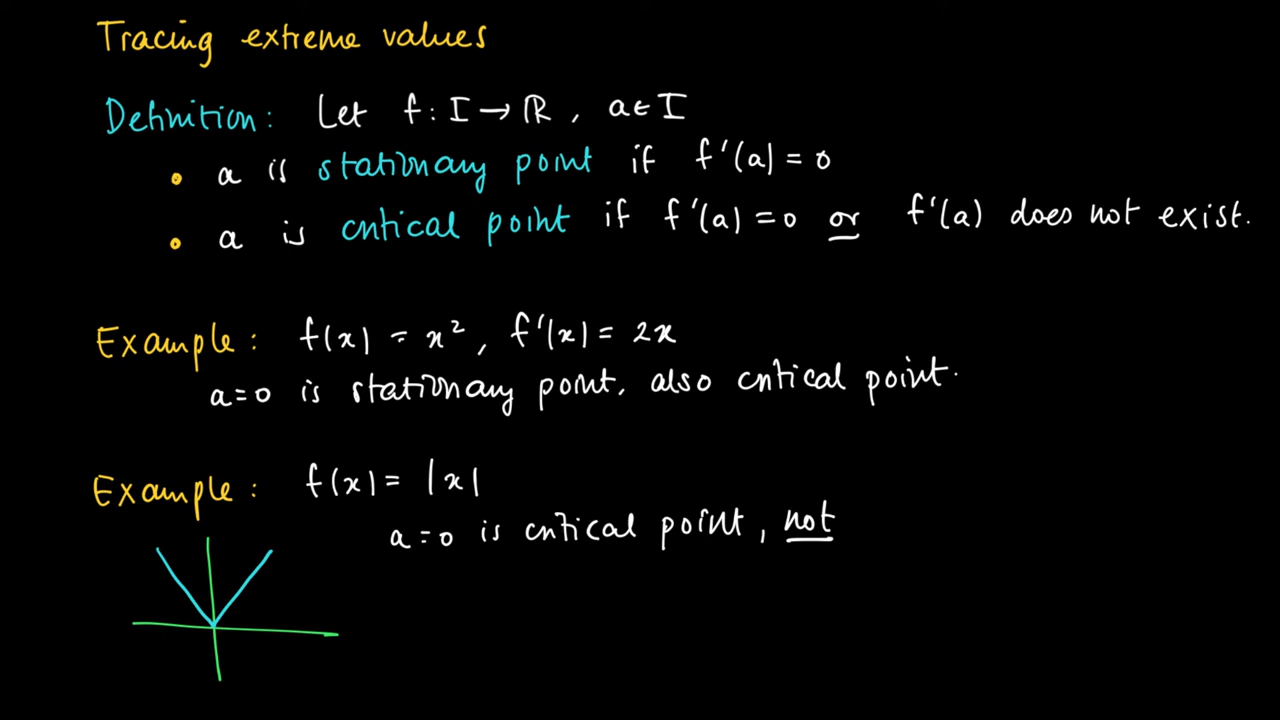 Tracing extreme values
Definition: Let f: I → ℝ, a ∈ I
• a is stationary point if f'(a) = 0
• a is critical point if f'(a) = 0 or f'(a) does not exist.
Example: f(x) = x², f'(x) = 2x
a = 0 is stationary point, also critical point.
Example: f(x) = |x|
a = 0 is critical point, not